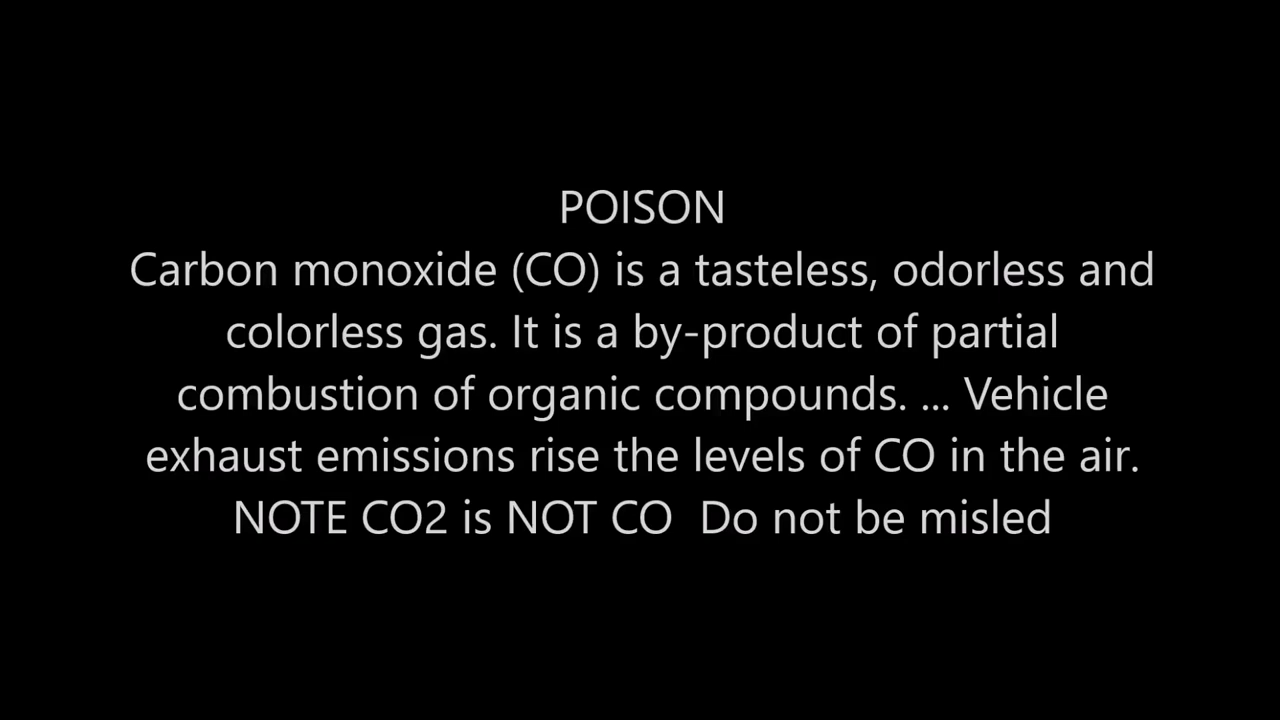 POISON
Carbon monoxide (CO) is a tasteless, odorless and
colorless gas. It is a by-product of partial
combustion of organic compounds. ... Vehicle
exhaust emissions rise the levels of CO in the air.
NOTE CO2 is NOT CO  Do not be misled